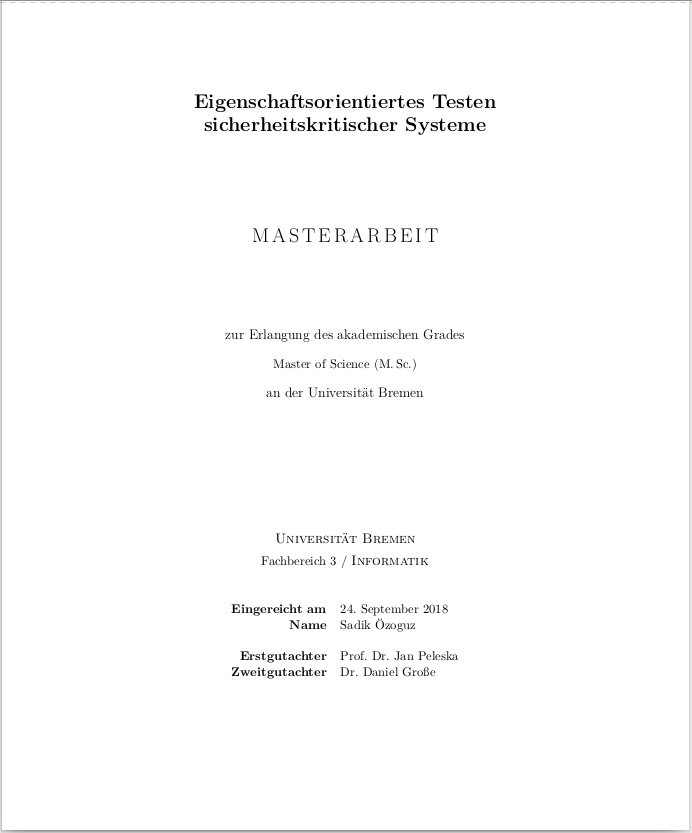 Eigenschaftsorientiertes Testen
sicherheitskritischer Systeme
MASTERARBEIT
zur Erlangung des akademischen Grades
Master of Science (M. Sc.)
an der Universität Bremen
Universität Bremen
Fachbereich 3 / Informatik
Eingereicht am 24. September 2018
Name Sadik Özoguz
Erstgutachter Prof. Dr. Jan Peleska
Zweitgutachter Dr. Daniel Große